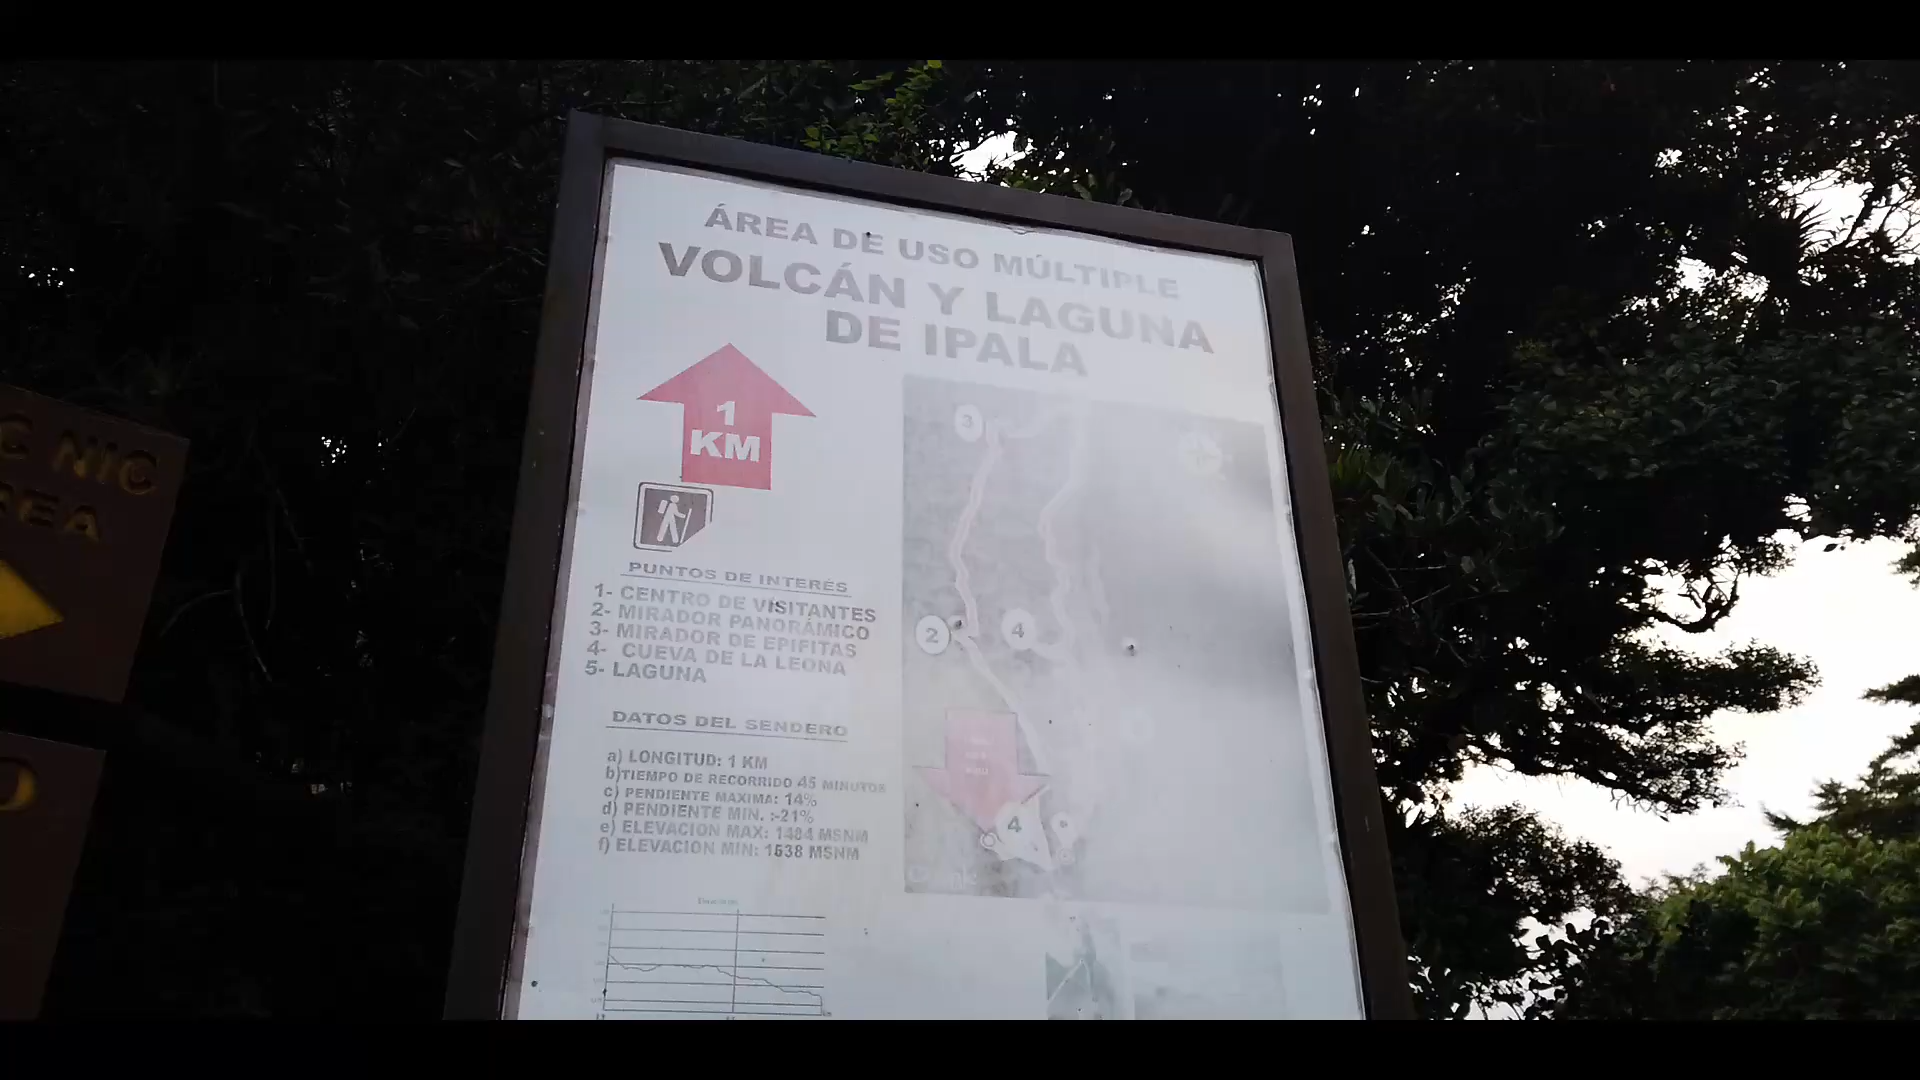 ÁREA DE USO MÚLTIPLE
VOLCÁN Y LAGUNA
DE IPALA
1
KM
PUNTOS DE INTERÉS
1- CENTRO DE VISITANTES
2- MIRADOR PANORÁMICO
3- MIRADOR DE EPIFITAS
4- CUEVA DE LA LEONA
5- LAGUNA
DATOS DEL SENDERO
a) LONGITUD: 1 KM
b)TIEMPO DE RECORRIDO 45 MINUTOS
c) PENDIENTE MAXIMA: 14%
d) PENDIENTE MIN. :-21%
e) ELEVACION MAX: 1484 MSNM
f) ELEVACION MIN: 1538 MSNM
3
2
4
4
NIC